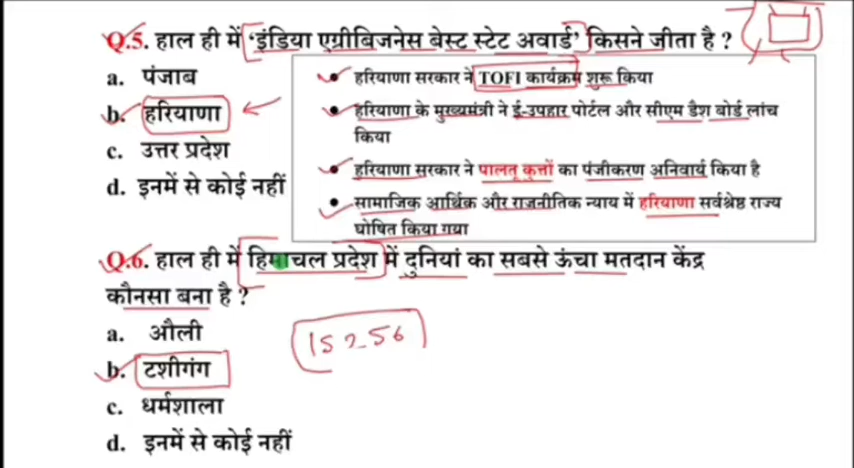 Q.5. हाल ही में 'इंडिया एग्रीबिजनेस बेस्ट स्टेट अवार्ड' किसने जीता है ?
a. पंजाब
b. हरियाणा
c. उत्तर प्रदेश
d. इनमें से कोई नहीं
• हरियाणा सरकार ने TOFI कार्यक्रम शुरू किया
• हरियाणा के मुख्यमंत्री ने ई-उपहार पोर्टल और सीएम डैश बोर्ड लांच
किया
• हरियाणा सरकार ने पालतू कुत्तों का पंजीकरण अनिवार्य किया है
• सामाजिक आर्थिक और राजनीतिक न्याय में हरियाणा सर्वश्रेष्ठ राज्य
घोषित किया गया
Q.6. हाल ही में हिमाचल प्रदेश में दुनियां का सबसे ऊंचा मतदान केंद्र
कौनसा बना है ?
a. औली
b. टशीगंग
15256
c. धर्मशाला
d. इनमें से कोई नहीं